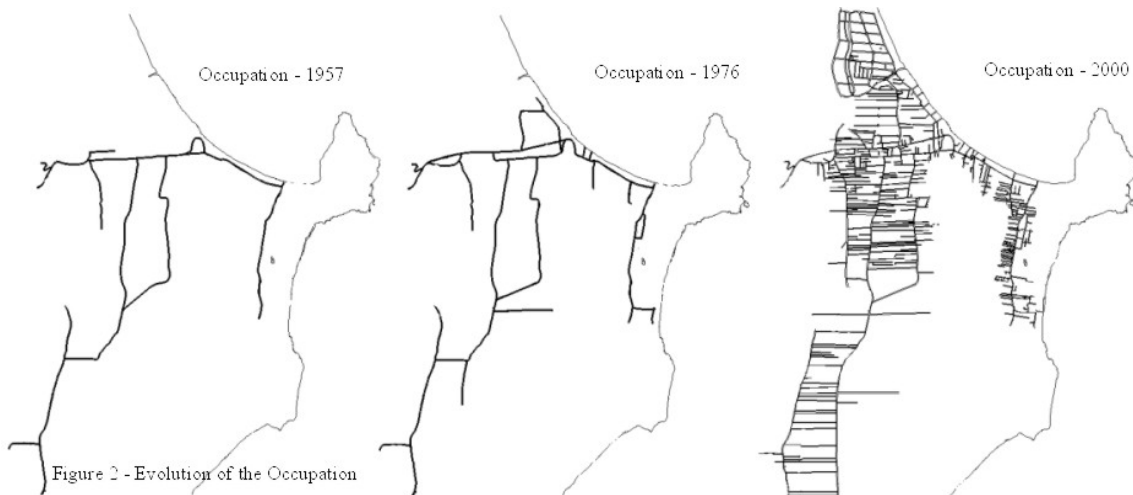 Occupation - 1957
Occupation - 1976
Occupation - 2000
Figure 2 - Evolution of the Occupation